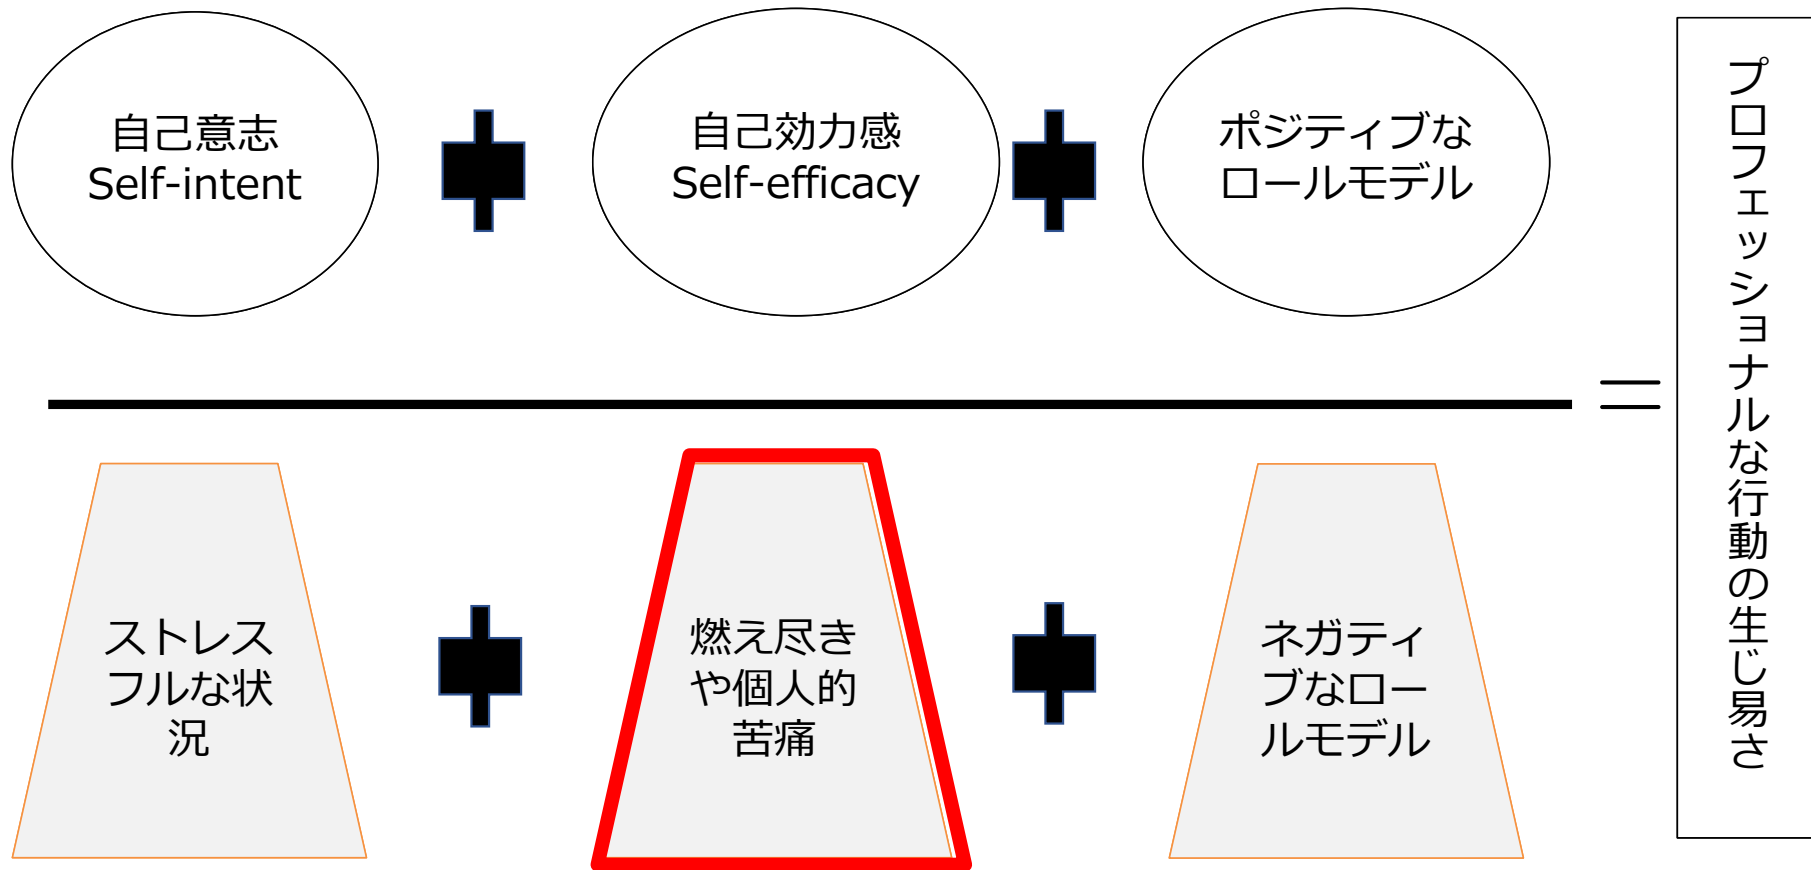 自己意志
Self-intent
自己効力感
Self-efficacy
ポジティブな
ロールモデル
ストレス
フルな状
況
燃え尽き
や個人的
苦痛
ネガティ
ブなロー
ルモデル
プロフェッショナルな行動の生じ易さ